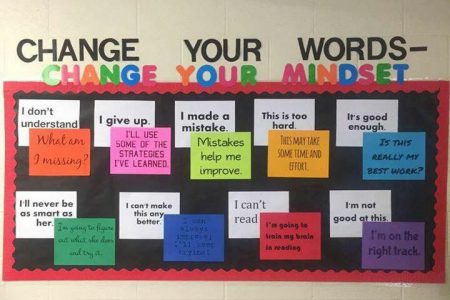 CHANGE YOUR WORDS–
CHANGE YOUR MINDSET
I don't
understand
What am
I missing?
I give up.
I'LL USE
SOME OF THE
STRATEGIES
I'VE LEARNED.
I made a
mistake.
Mistakes
help me
improve.
This is too
hard.
THIS MAY TAKE
SOME TIME AND
EFFORT.
It's good
enough.
IS THIS
REALLY MY
BEST WORK?
I'll never be
as smart as
her.
I'm going to figure
out what she does
and try it.
I can't make
this any
better.
I can
always
improve,
I'll keep
trying!
I can't
read
I'm going to
train my brain
in reading
I'm not
good at this.
I'm on the
right track.